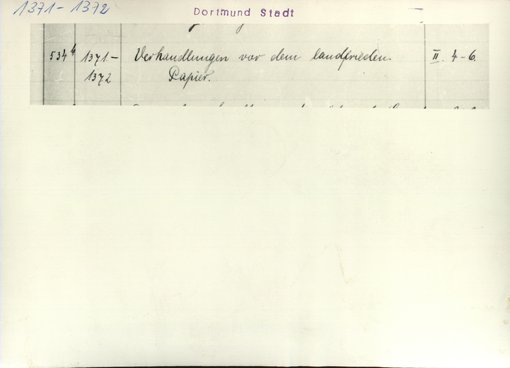 1371-1372
Dortmund Stadt
534b 1371- Verhandlungen vor dem landfrieden. II. 4-6.
1372 Papier.